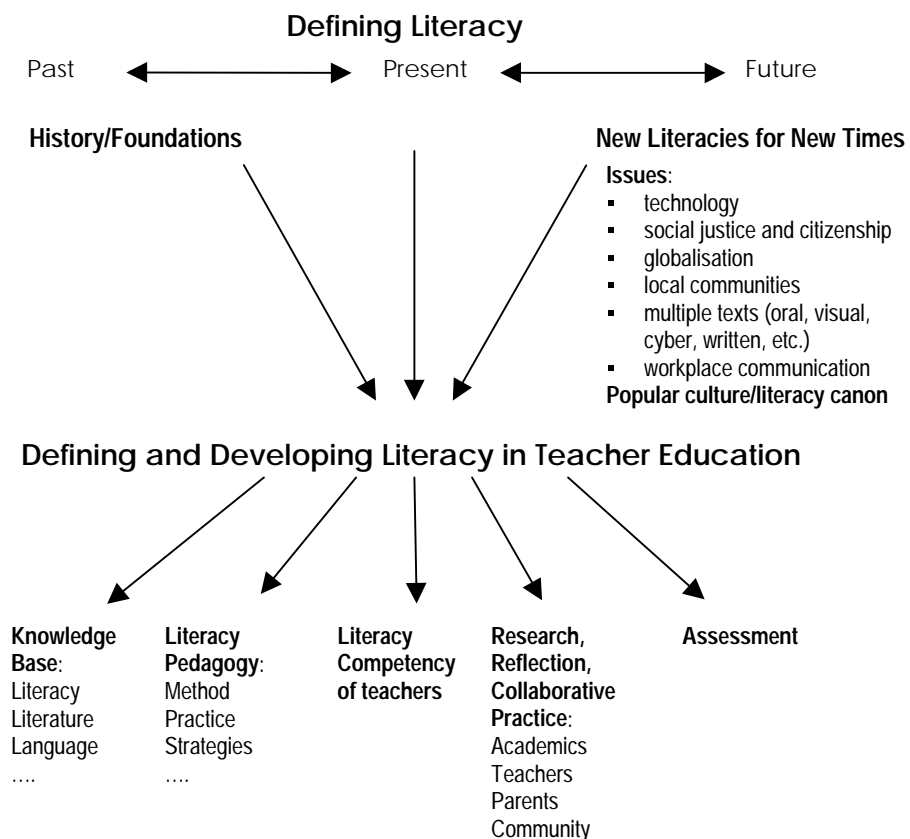 Defining Literacy
Past Present Future
History/Foundations
New Literacies for New Times
Issues:
▪ technology
▪ social justice and citizenship
▪ globalisation
▪ local communities
▪ multiple texts (oral, visual,
cyber, written, etc.)
▪ workplace communication
Popular culture/literacy canon
Defining and Developing Literacy in Teacher Education
Knowledge
Base:
Literacy
Literature
Language
....
Literacy
Pedagogy:
Method
Practice
Strategies
....
Literacy
Competency
of teachers
Research,
Reflection,
Collaborative
Practice:
Academics
Teachers
Parents
Community
Assessment